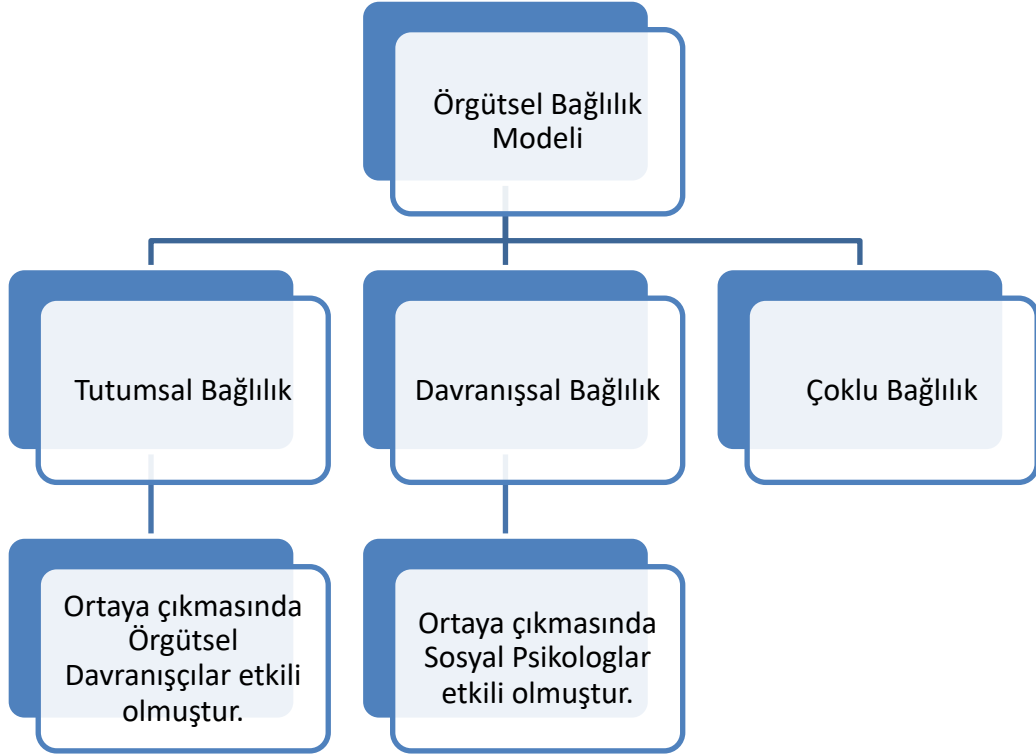 Örgütsel Bağlılık
Modeli
Tutumsal Bağlılık
Davranışsal Bağlılık
Çoklu Bağlılık
Ortaya çıkmasında
Örgütsel
Davranışçılar etkili
olmuştur.
Ortaya çıkmasında
Sosyal Psikologlar
etkili olmuştur.